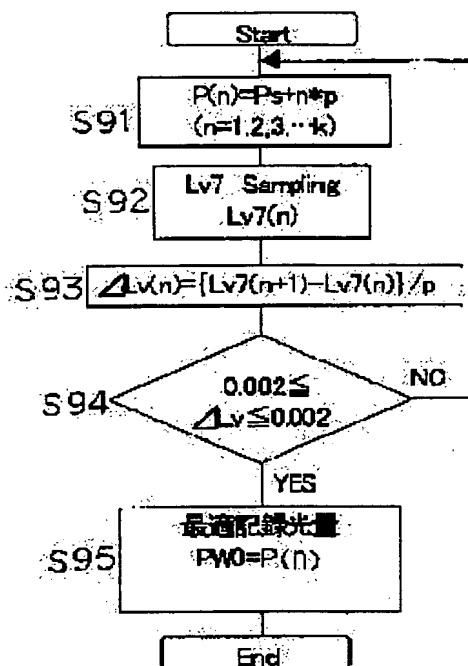 Start
S91
P(n)=Ps+n*p
(n=1,2,3,…k)
S92
Lv7 Sampling
Lv7(n)
S93
⊿Lv(n)={Lv7(n+1)-Lv7(n)}/p
S94
0.002≦
⊿Lv≦0.002
NO
YES
S95
最適記録光量
PW0=P(n)
End